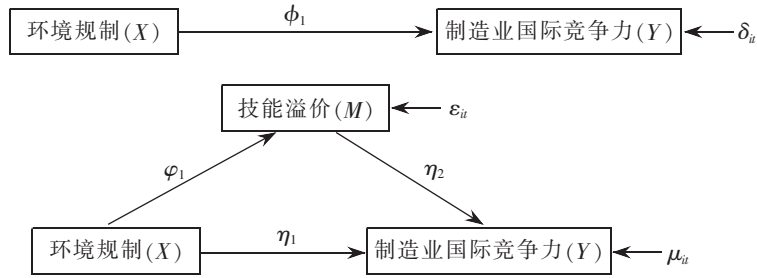 ϕ₁
环境规制(X) 制造业国际竞争力(Y) δᵢₜ
技能溢价(M) εᵢₜ
φ₁ η₂
η₁
环境规制(X) 制造业国际竞争力(Y) μᵢₜ